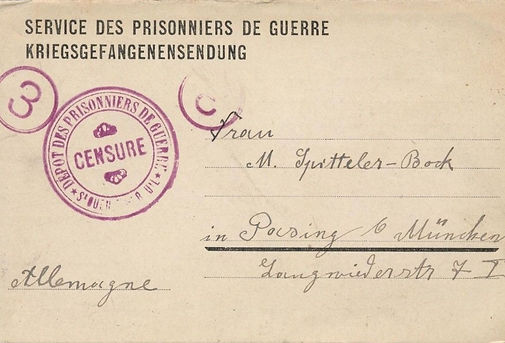 SERVICE DES PRISONNIERS DE GUERRE
KRIEGSGEFANGENENSENDUNG
3
C
DEPOT DES PRISONNIERS DE GUERRE
CENSURE
Frau
M. Spitteler-Bock
in Pasing b München
Langwiederstr 7 I
Allemagne